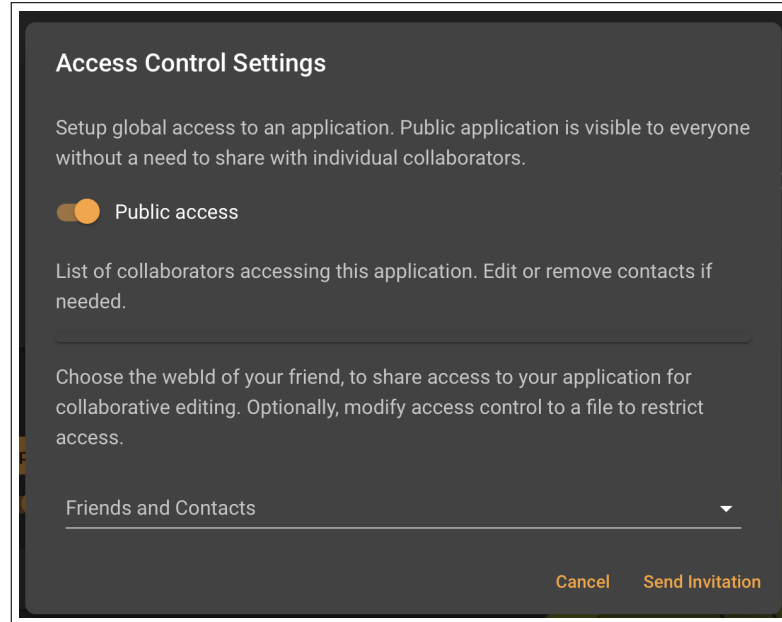 Access Control Settings
Setup global access to an application. Public application is visible to everyone
without a need to share with individual collaborators.
Public access
List of collaborators accessing this application. Edit or remove contacts if
needed.
Choose the webId of your friend, to share access to your application for
collaborative editing. Optionally, modify access control to a file to restrict
access.
Friends and Contacts
Cancel Send Invitation